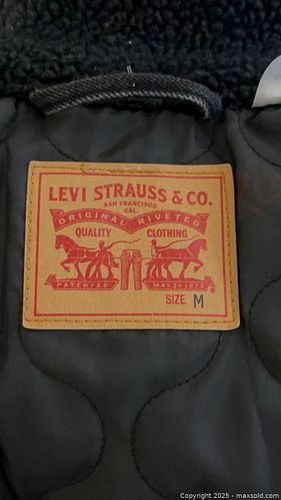 LEVI STRAUSS & CO.
SAN FRANCISCO
CAL.
ORIGINAL RIVETED
QUALITY CLOTHING
PATENTED MAY 20 1873
SIZE M
Copyright © 2025 - maxsold.com